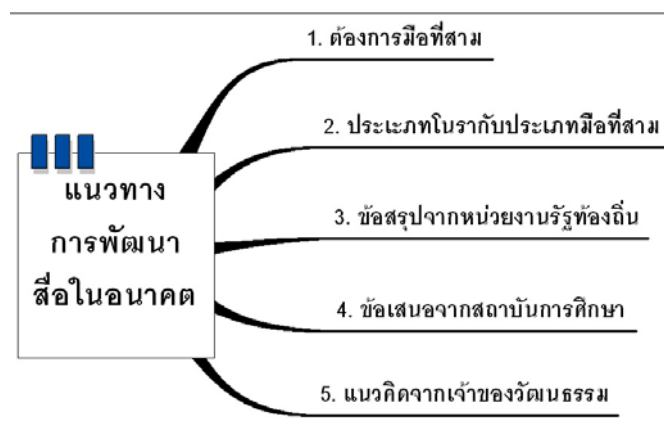 แนวทาง
การพัฒนา
สื่อในอนาคต
1. ต้องการมือที่สาม
2. ประเะภทโนรากับประเภทมือที่สาม
3. ข้อสรุปจากหน่วยงานรัฐท้องถิ่น
4. ข้อเสนอจากสถาบันการศึกษา
5. แนวคิดจากเจ้าของวัฒนธรรม